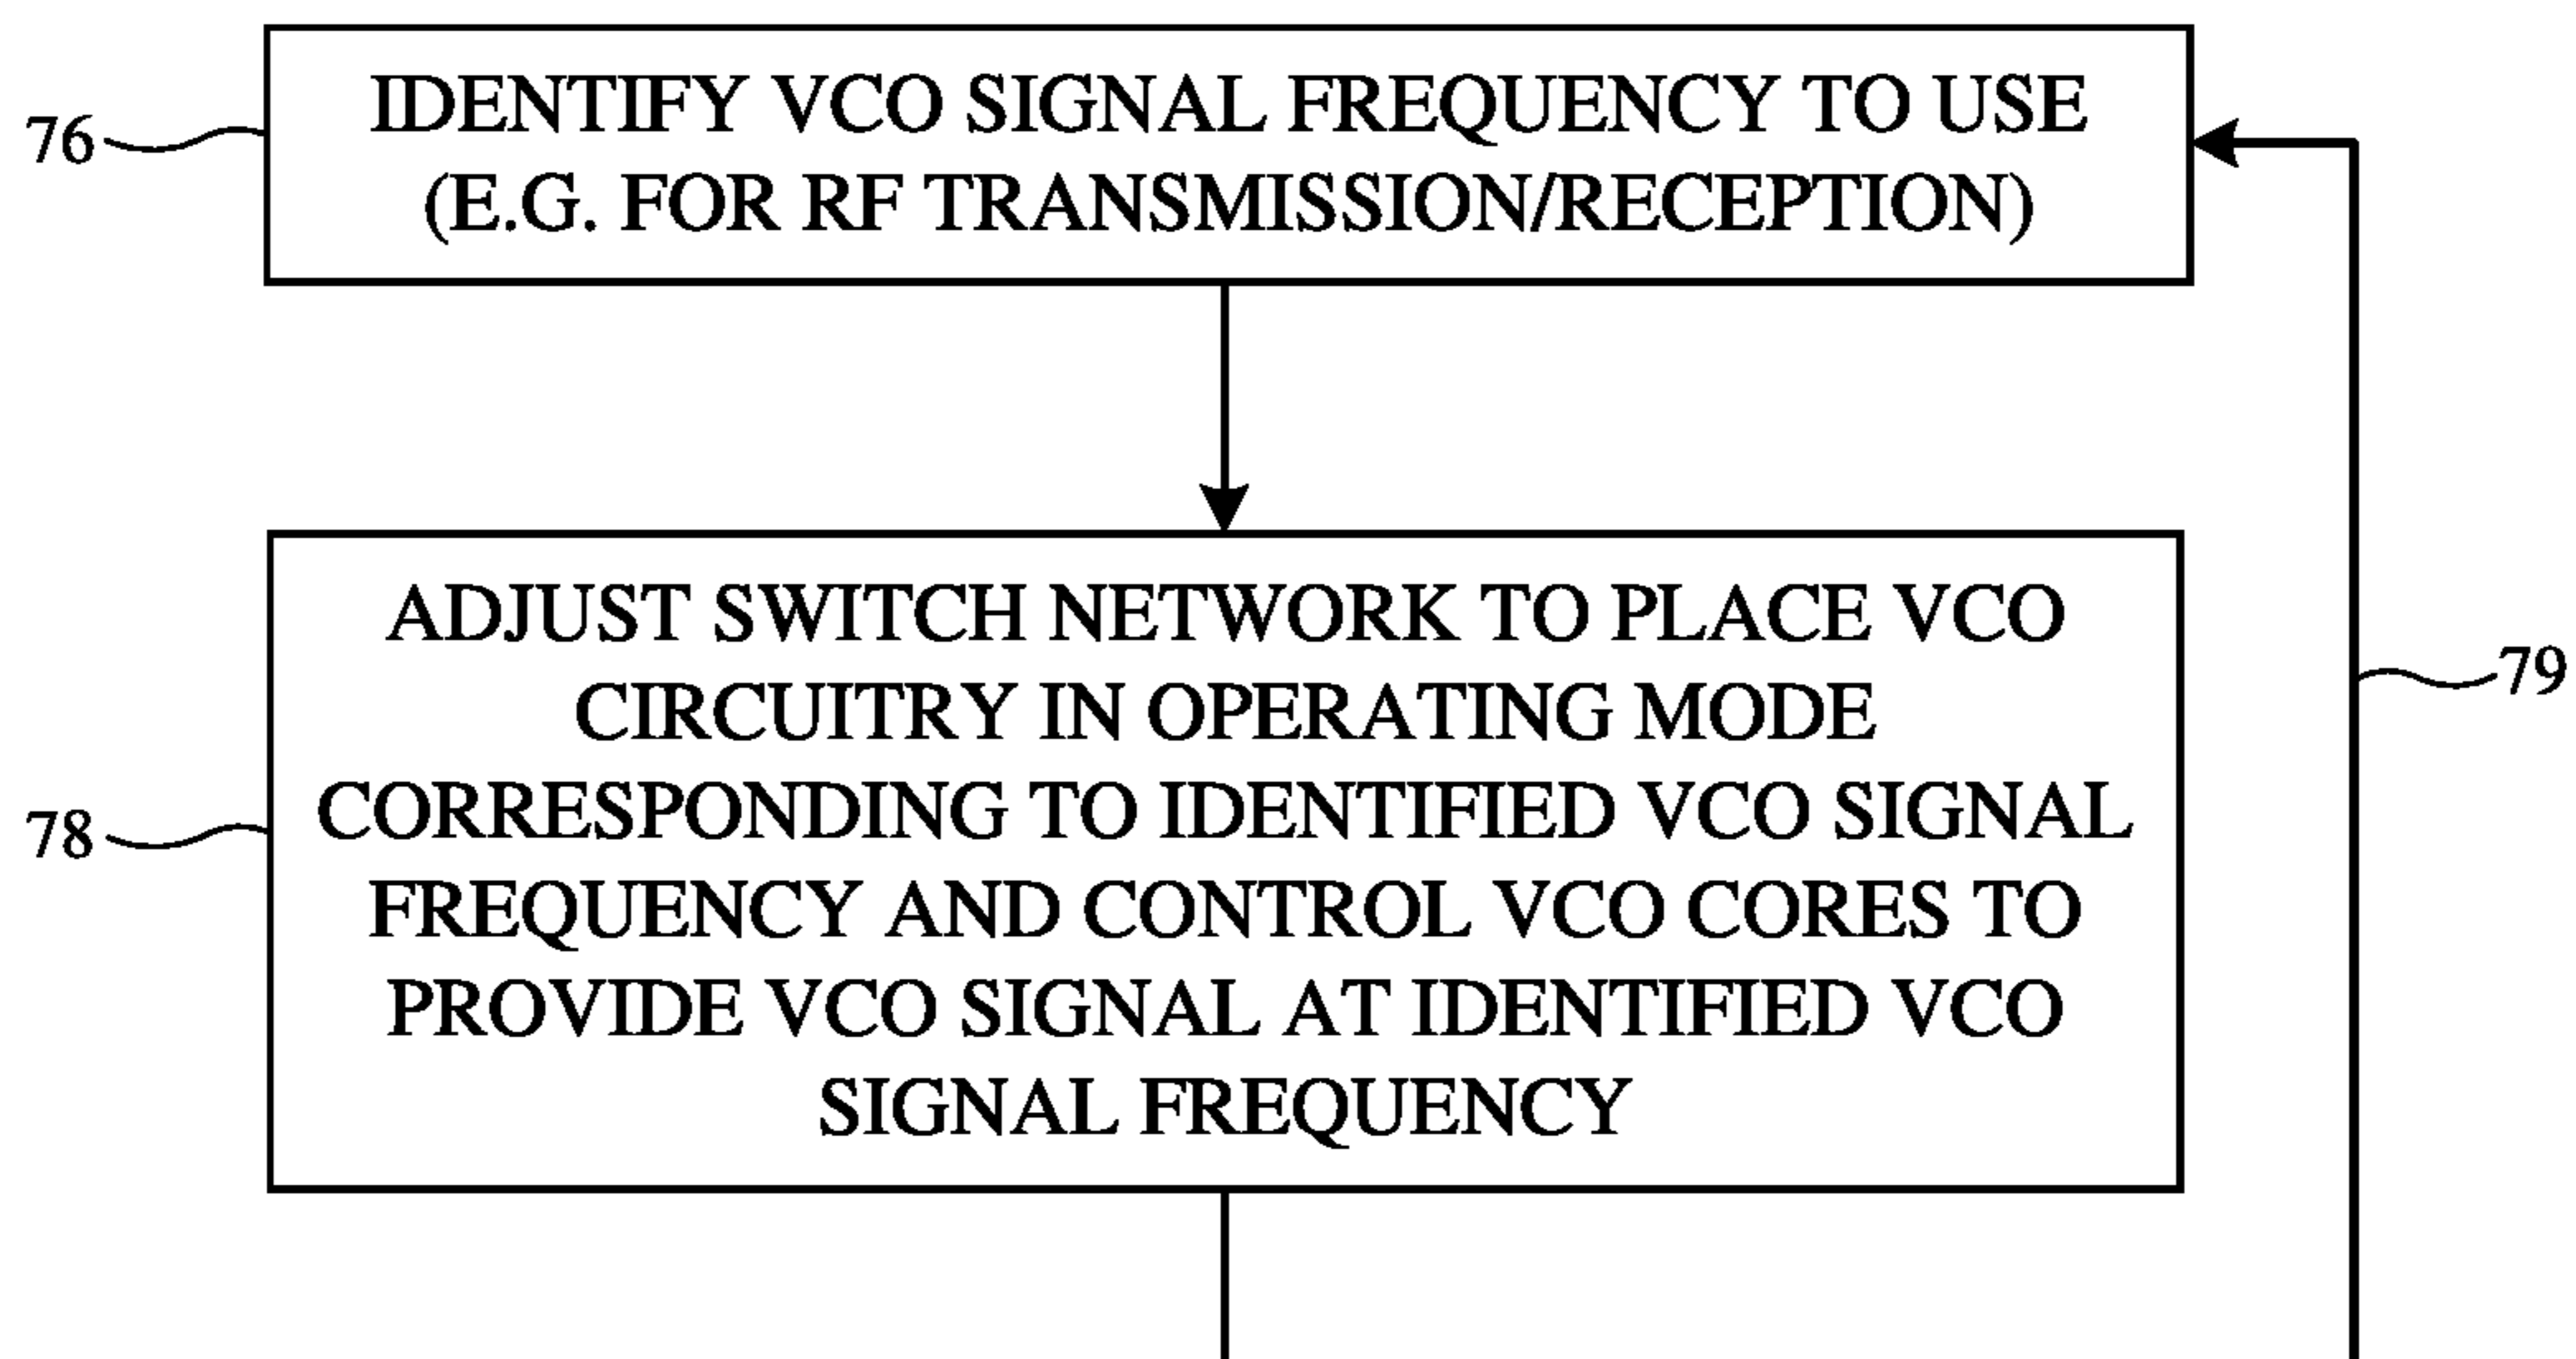 76
IDENTIFY VCO SIGNAL FREQUENCY TO USE
(E.G. FOR RF TRANSMISSION/RECEPTION)
ADJUST SWITCH NETWORK TO PLACE VCO
CIRCUITRY IN OPERATING MODE
CORRESPONDING TO IDENTIFIED VCO SIGNAL
FREQUENCY AND CONTROL VCO CORES TO
PROVIDE VCO SIGNAL AT IDENTIFIED VCO
SIGNAL FREQUENCY
78
79